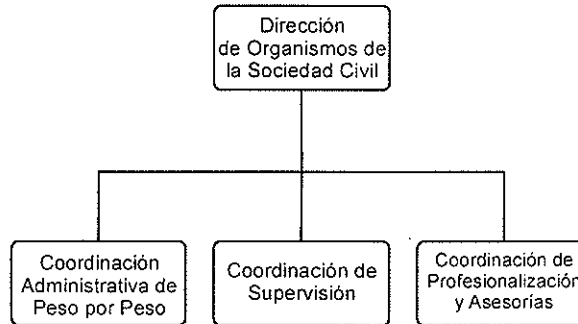 Dirección
de Organismos de
la Sociedad Civil
Coordinación
Administrativa de
Peso por Peso
Coordinación de
Supervisión
Coordinación de
Profesionalización
y Asesorías